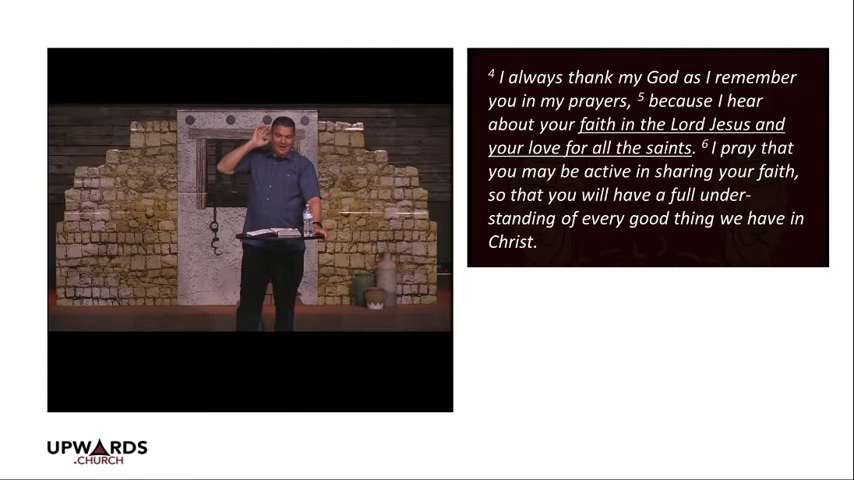 ⁴ I always thank my God as I remember
you in my prayers, ⁵ because I hear
about your faith in the Lord Jesus and
your love for all the saints. ⁶ I pray that
you may be active in sharing your faith,
so that you will have a full under-
standing of every good thing we have in
Christ.
UPWARDS
.CHURCH